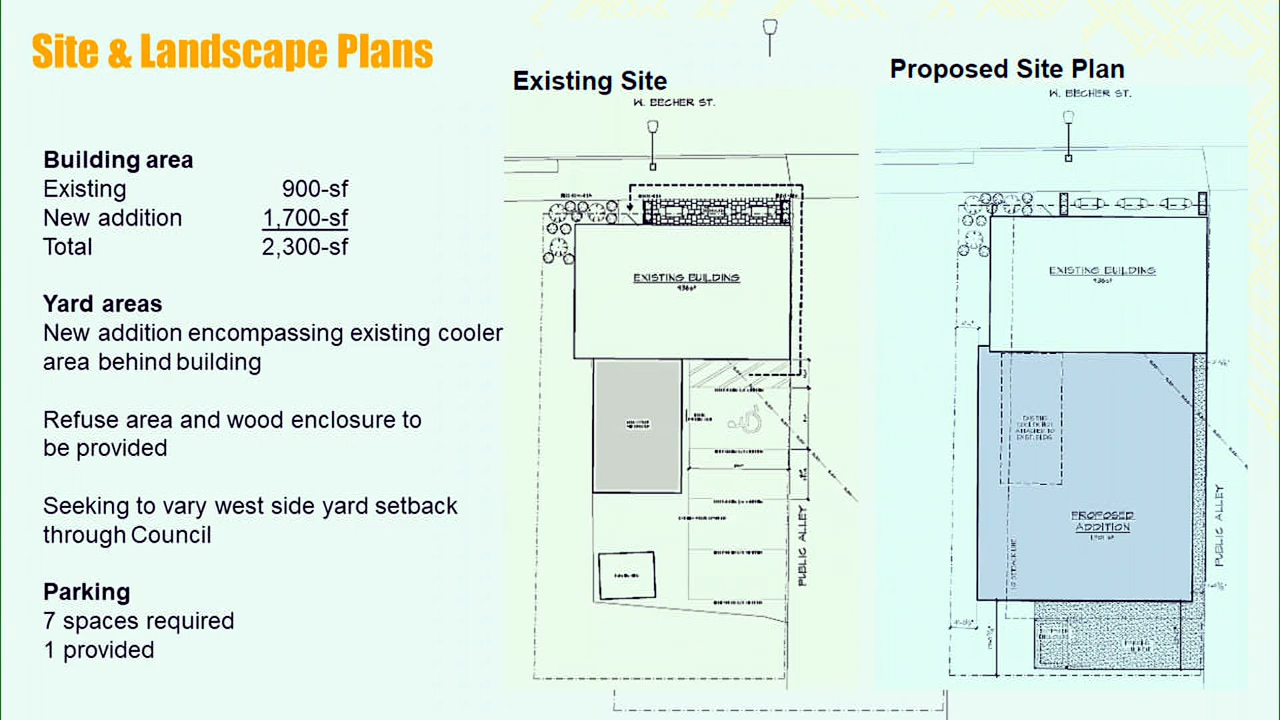 Site & Landscape Plans
Building area
Existing 900-sf
New addition 1,700-sf
Total 2,300-sf
Yard areas
New addition encompassing existing cooler
area behind building
Refuse area and wood enclosure to
be provided
Seeking to vary west side yard setback
through Council
Parking
7 spaces required
1 provided
Existing Site
W. BECHER ST.
EXISTING BUILDING
PUBLIC ALLEY
Proposed Site Plan
W. BECHER ST.
EXISTING BUILDING
PROPOSED
ADDITION
PUBLIC ALLEY